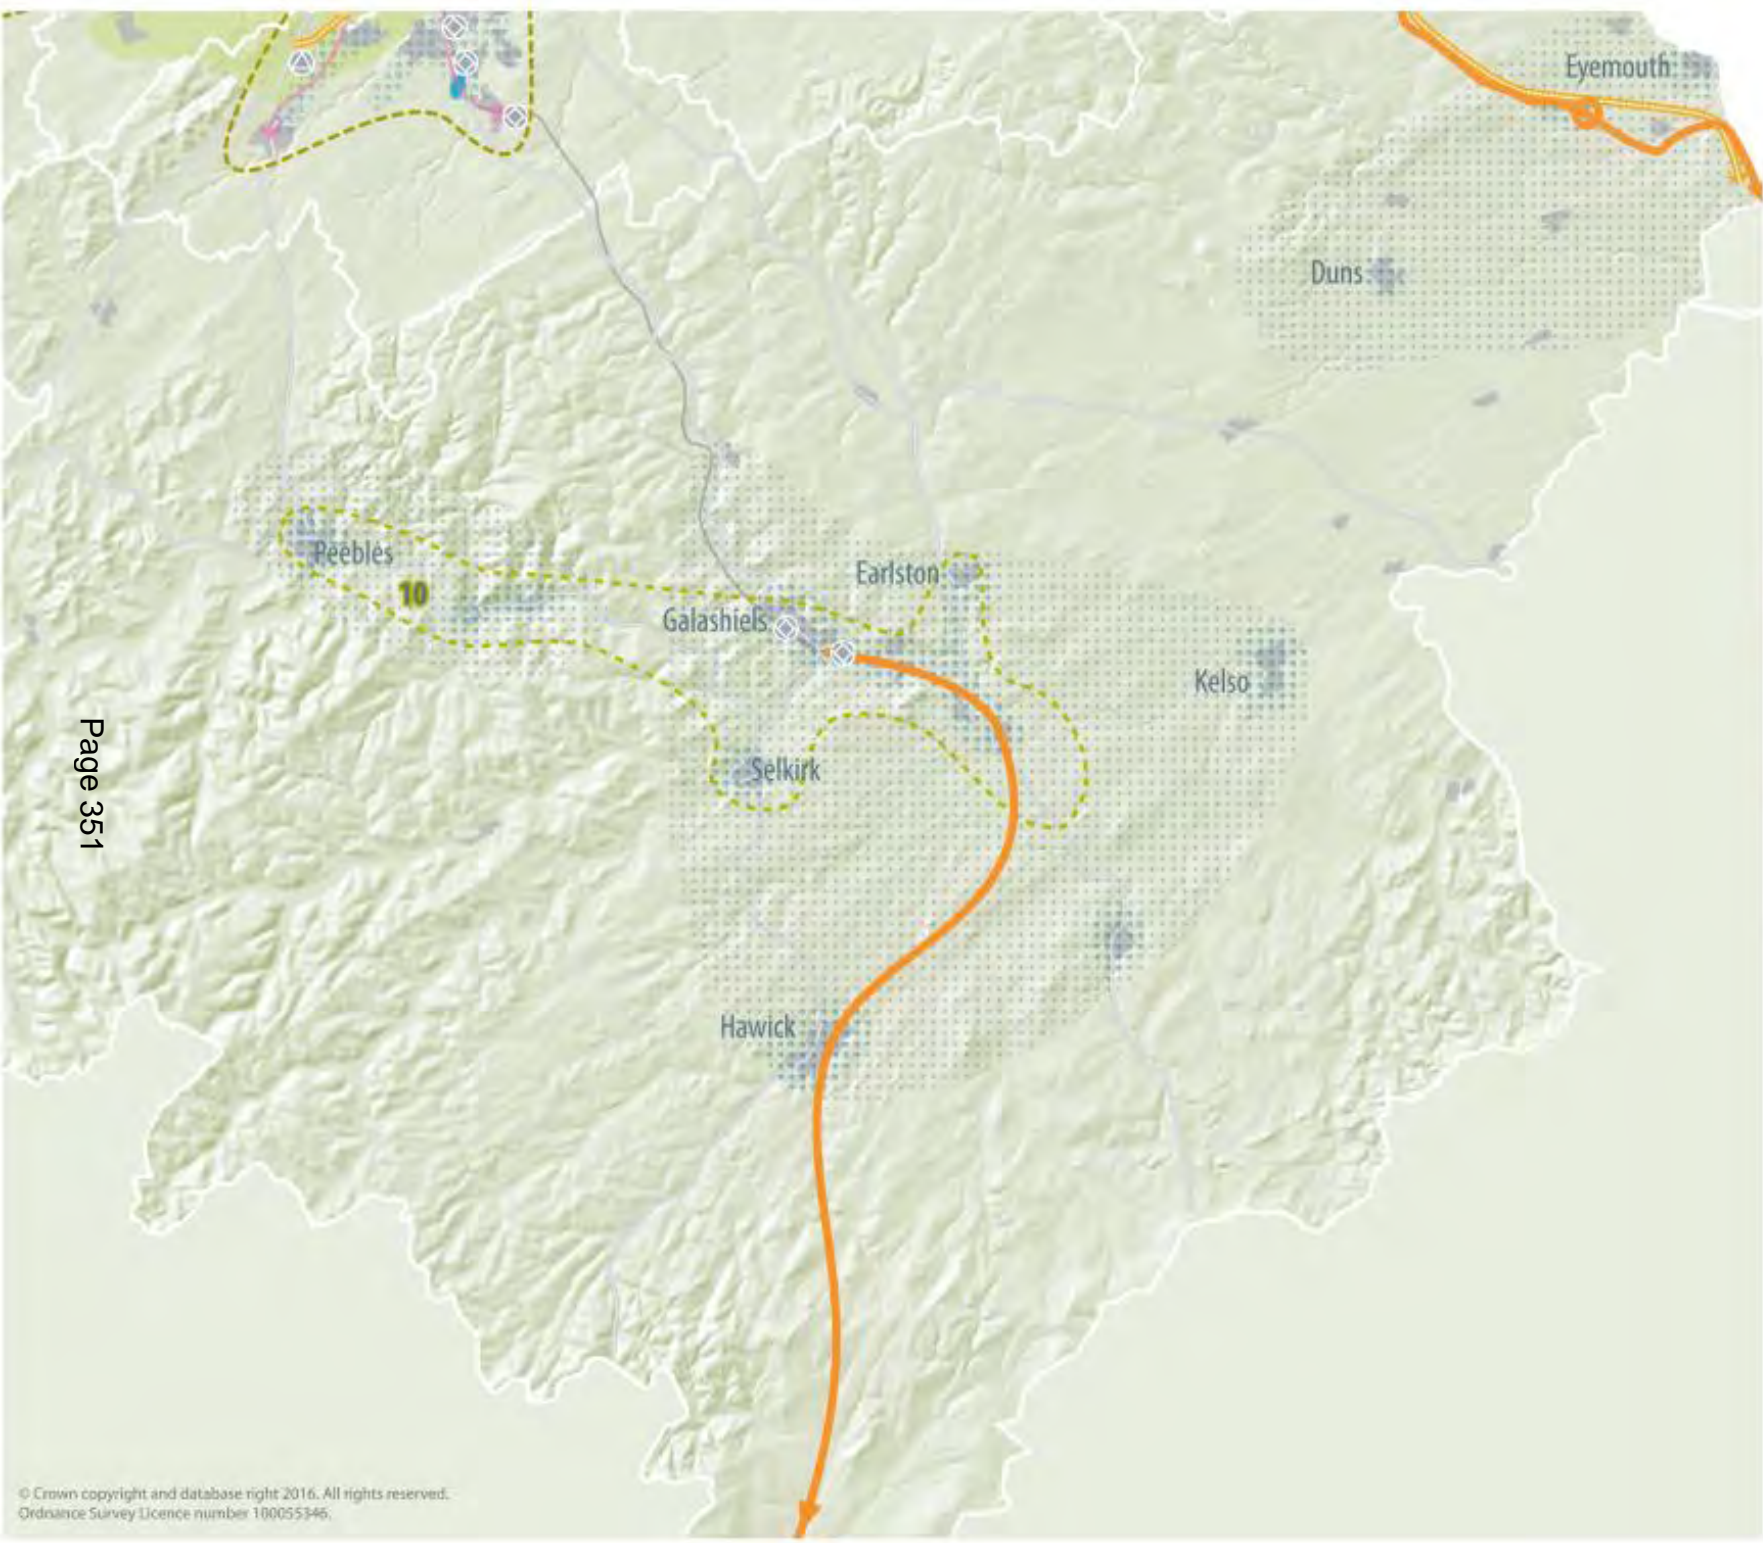 Eyemouth
Duns
Peebles
10
Earlston
Galashiels
Kelso
Selkirk
Page 351
Hawick
© Crown copyright and database right 2016. All rights reserved.
Ordnance Survey Licence number 100055346.